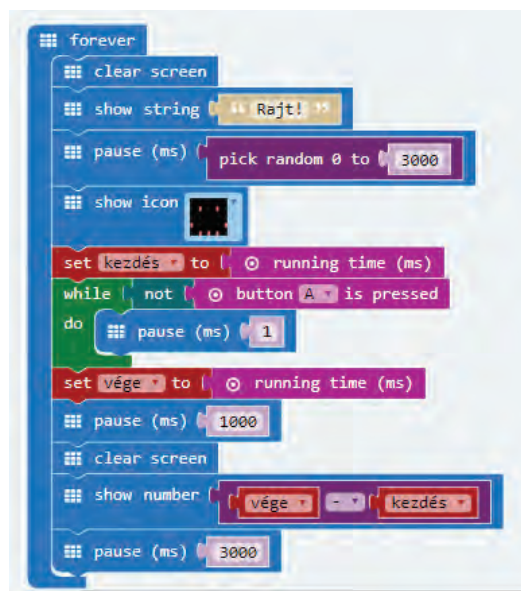 forever
clear screen
show string “ Rajt! ”
pause (ms) pick random 0 to 3000
show icon
set kezdés to running time (ms)
while not button A is pressed
do pause (ms) 1
set vége to running time (ms)
pause (ms) 1000
clear screen
show number vége - kezdés
pause (ms) 3000